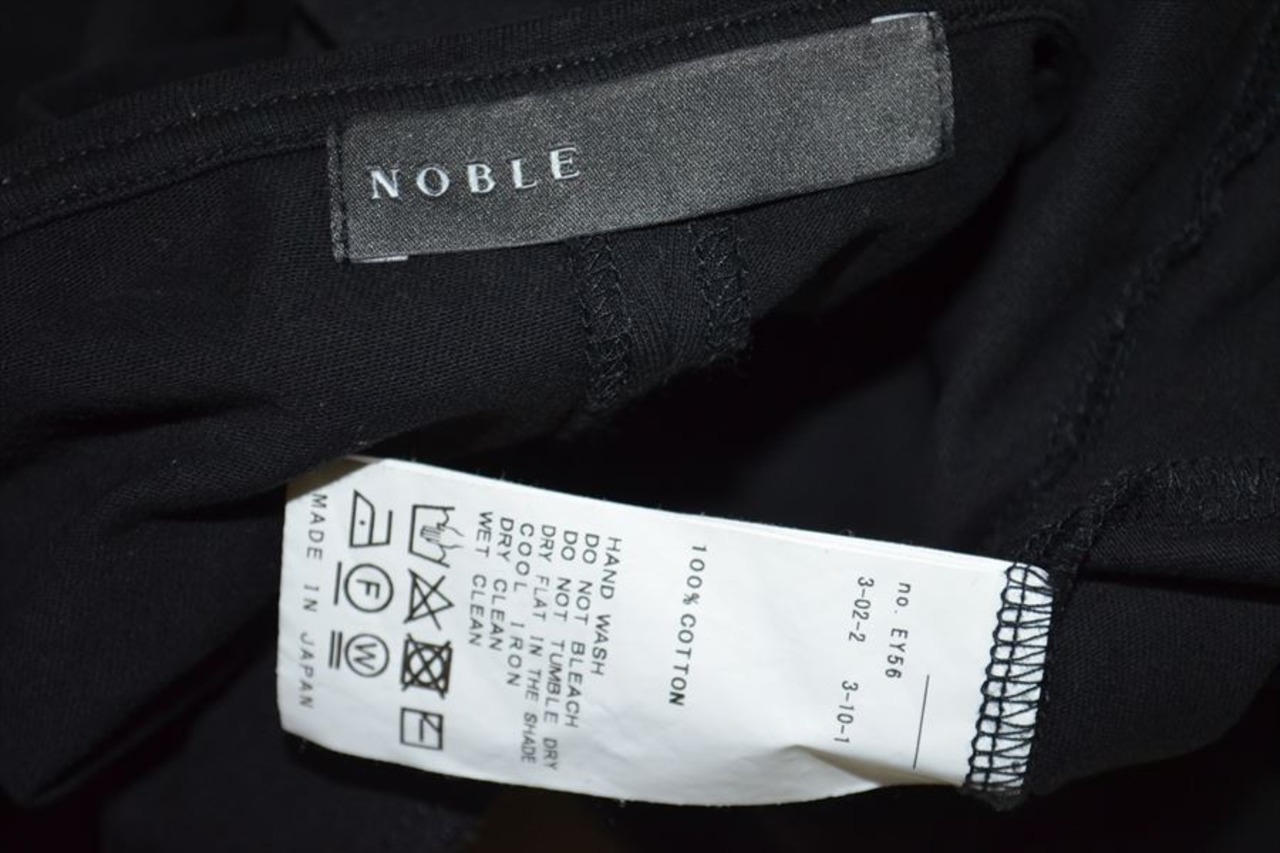 NOBLE
no. EY56
3-02-2 3-10-1
100% COTTON
HAND WASH
DO NOT BLEACH
DO NOT TUMBLE DRY
DRY FLAT IN THE SHADE
COOL IRON
DRY CLEAN
WET CLEAN
F W
MADE IN JAPAN